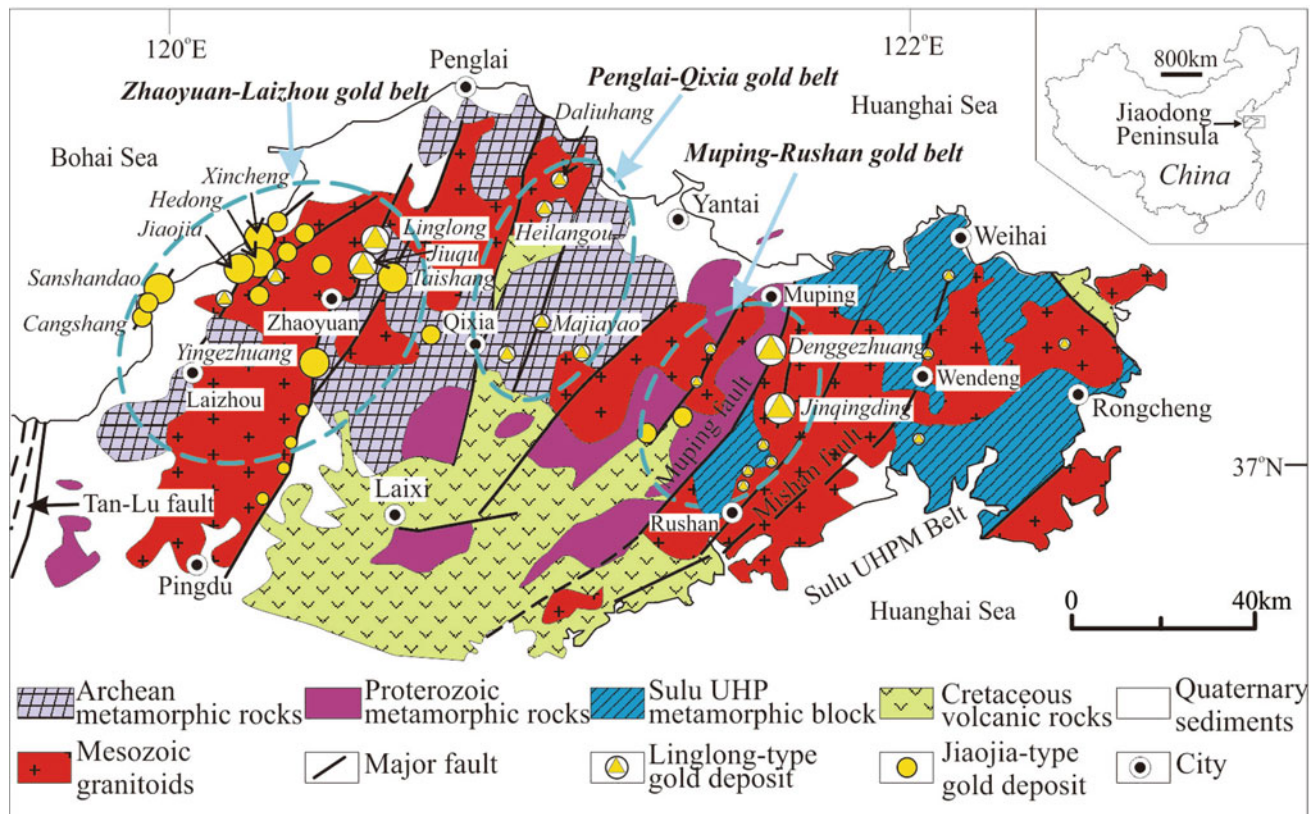 120°E
122°E
Penglai
Zhaoyuan-Laizhou gold belt
Penglai-Qixia gold belt
Daliuhang
Huanghai Sea
800km
Jiaodong
Peninsula
China
Bohai Sea
Muping-Rushan gold belt
Xincheng
Hedong
Jiaojia
Yantai
Weihai
Linglong
Heilangou
Jiuqu
Taishang
Sanshandao
Cangshang
Zhaoyuan
Qixia
Majiayao
Muping
Denggezhuang
Yingezhuang
Laizhou
Wendeng
Rongcheng
Jinqingding
Muping fault
Mishan fault
37°N
Tan-Lu fault
Laixi
Rushan
Sulu UHPM Belt
Pingdu
Huanghai Sea
0 40km
Archean
metamorphic rocks
Proterozoic
metamorphic rocks
Sulu UHP
metamorphic block
Cretaceous
volcanic rocks
Quaternary
sediments
Mesozoic
granitoids
Major fault
Linglong-type
gold deposit
Jiaojia-type
gold deposit
City